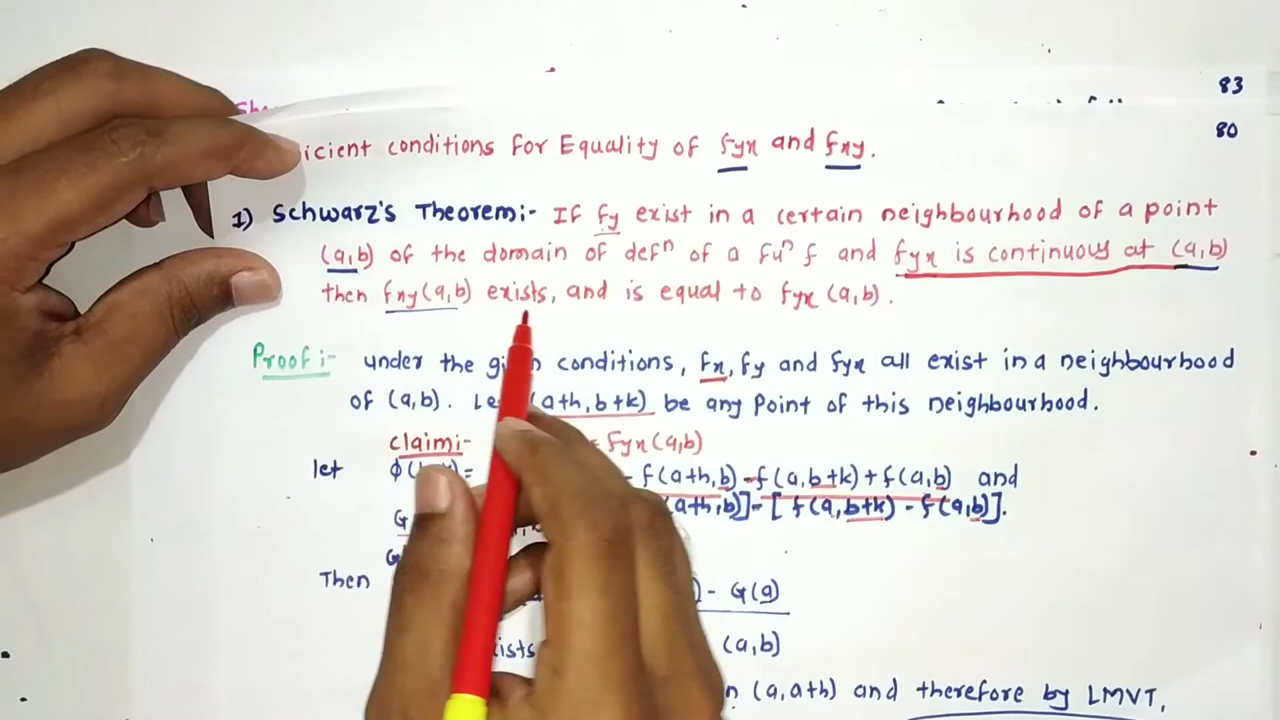 83
80
icient conditions for Equality of fyx and fxy.
1) Schwarz's Theorem:- If fy exist in a certain neighbourhood of a point
(a,b) of the domain of defⁿ of a fuⁿ f and fyx is continuous at (a,b)
then fxy(a,b) exists, and is equal to fyx (a,b).
Proof:- under the given conditions, fx, fy and fyx all exist in a neighbourhood
of (a,b). Le (a+h, b+k) be any point of this neighbourhood.
claim:- = fyx(a,b)
let ϕ( = - f(a+h,b) - f(a,b+k) + f(a,b) and
(a+h,b)] - [f(a,b+k) - f(a,b)].
Then - G(a)
xists (a,b)
(a,a+h) and therefore by LMVT,